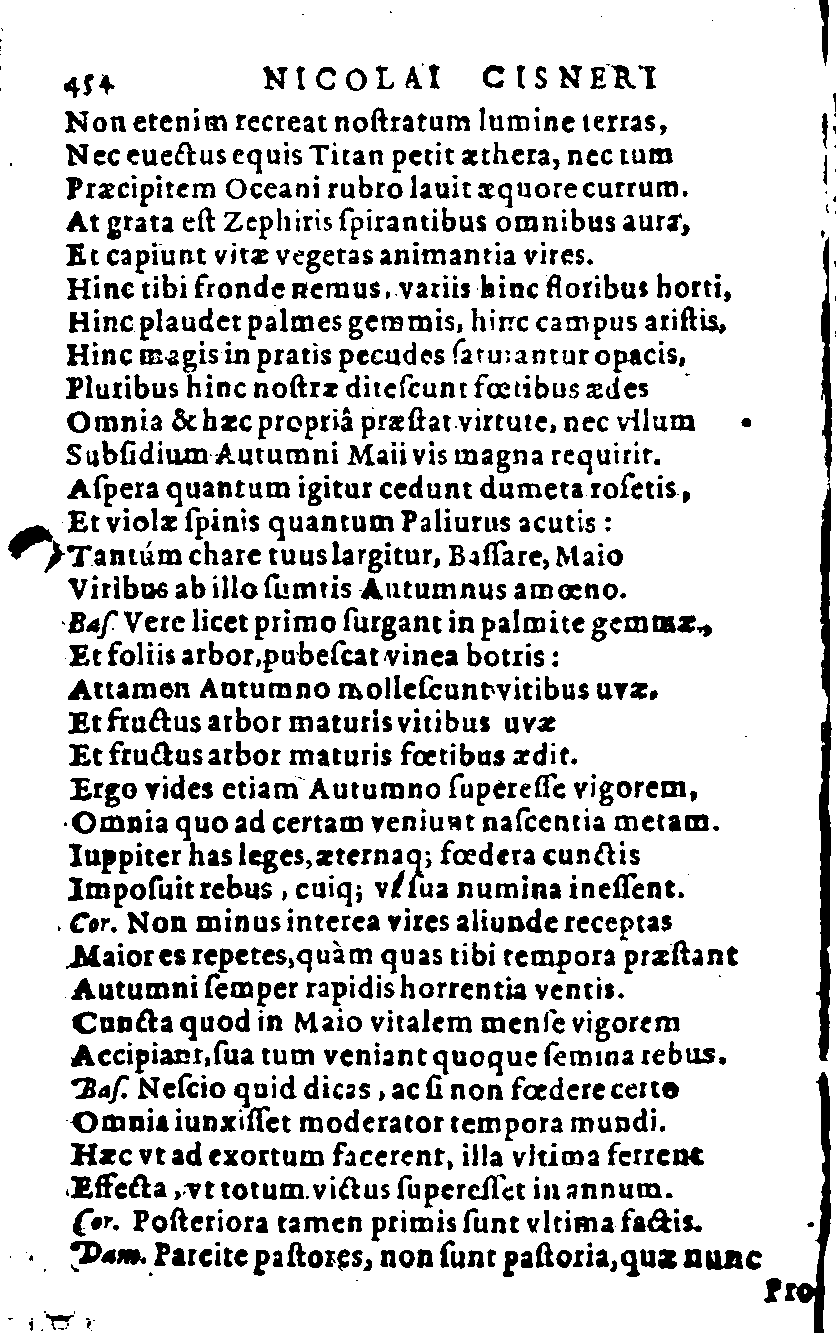 454 NICOLAI CISNERI
Non etenim recreat noſtratum lumine terras,
Nec euectus equis Titan petit æthera, nec tum
Præcipitem Oceani rubro lauit æquore currum.
At grata eſt Zephiris ſpirantibus omnibus aura,
Et capiunt vitæ vegetas animantia vires.
Hinc tibi fronde nemus, variis hinc floribus horti,
Hinc plaudet palmes gemmis, hinc campus ariſtis,
Hinc magis in pratis pecudes ſaturantur opacis,
Pluribus hinc noſtræ diteſcunt fœtibus ædes
Omnia & hæc propriâ præſtat virtute, nec vllum
Subſidium Autumni Maii vis magna requirit.
Aſpera quantum igitur cedunt dumeta roſetis,
Et violæ ſpinis quantum Paliurus acutis :
Tantúm chare tuus largitur, Baſſare, Maio
Viribus ab illo ſumtis Autumnus amœno.
Baſ. Vere licet primo ſurgant in palmite gemmæ,
Et foliis arbor, pubeſcat vinea botris :
Attamen Autumno molleſcunt vitibus uvæ,
Et fructus arbor maturis vitibus uvæ
Et fructus arbor maturis fœtibus ædit.
Ergo vides etiam Autumno ſupereſſe vigorem,
Omnia quo ad certam veniunt naſcentia metam.
Iuppiter has leges, æternaq; fœdera cunctis
Impoſuit rebus, cuiq; vt ſua numina ineſſent.
Cor. Non minus interea vires aliunde receptas
Maiores repetes, quàm quas tibi tempora præſtant
Autumni ſemper rapidis horrentia ventis.
Cuncta quod in Maio vitalem menſe vigorem
Accipiant, ſua tum veniant quoque ſemina rebus.
Baſ. Neſcio quid dicas, ac ſi non fœdere certo
Omnia iunxiſſet moderator tempora mundi.
Hæc vt ad exortum facerent, illa vltima ferrent
Effecta, vt totum victus ſupereſſet in annum.
Cor. Poſteriora tamen primis ſunt vltima factis.
Dam. Parcite paſtores, non ſunt paſtoria, quæ nunc
Pro